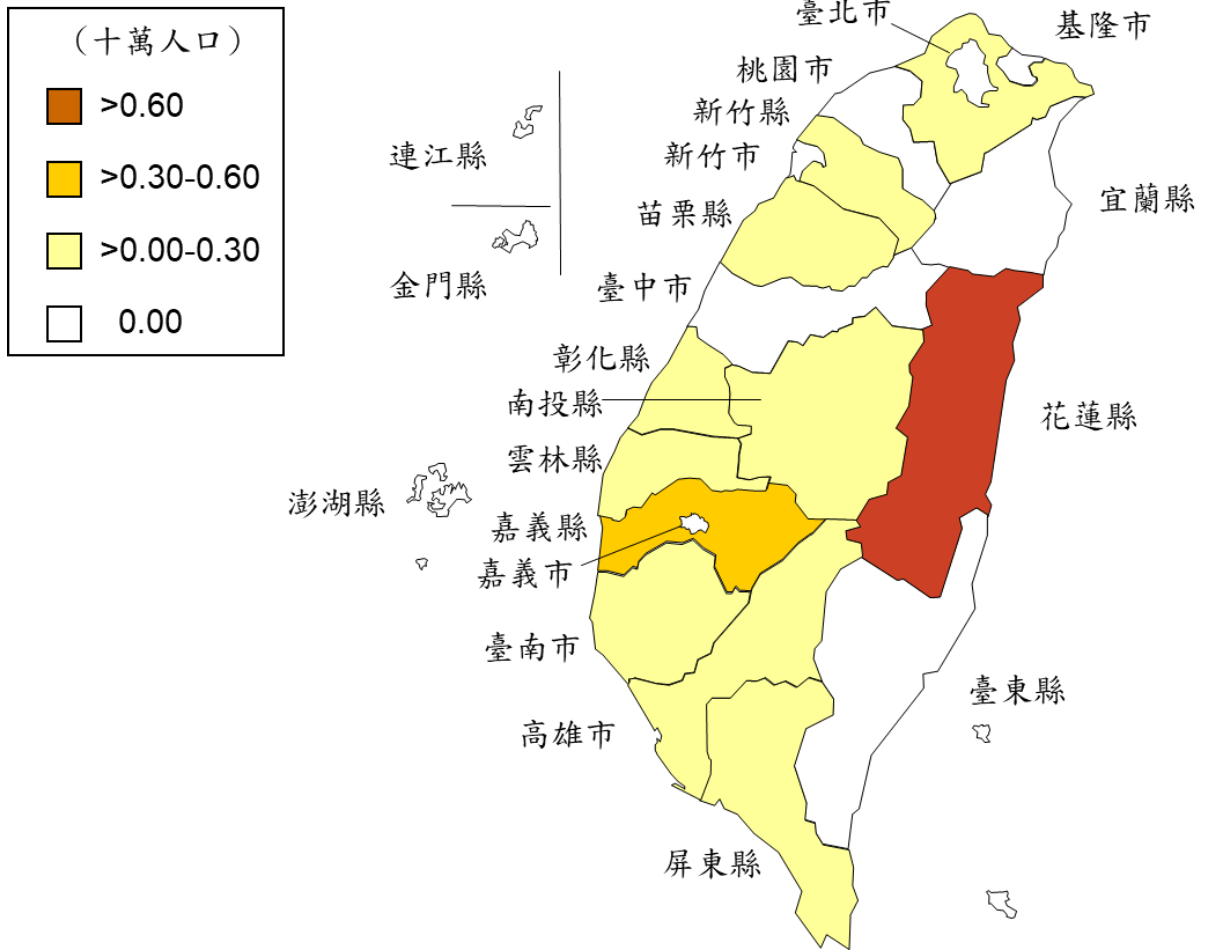 （十萬人口）
>0.60
>0.30-0.60
>0.00-0.30
0.00
臺北市
基隆市
桃園市
新竹縣
新竹市
連江縣
苗栗縣
宜蘭縣
金門縣
臺中市
彰化縣
南投縣
花蓮縣
雲林縣
澎湖縣
嘉義縣
嘉義市
臺南市
臺東縣
高雄市
屏東縣